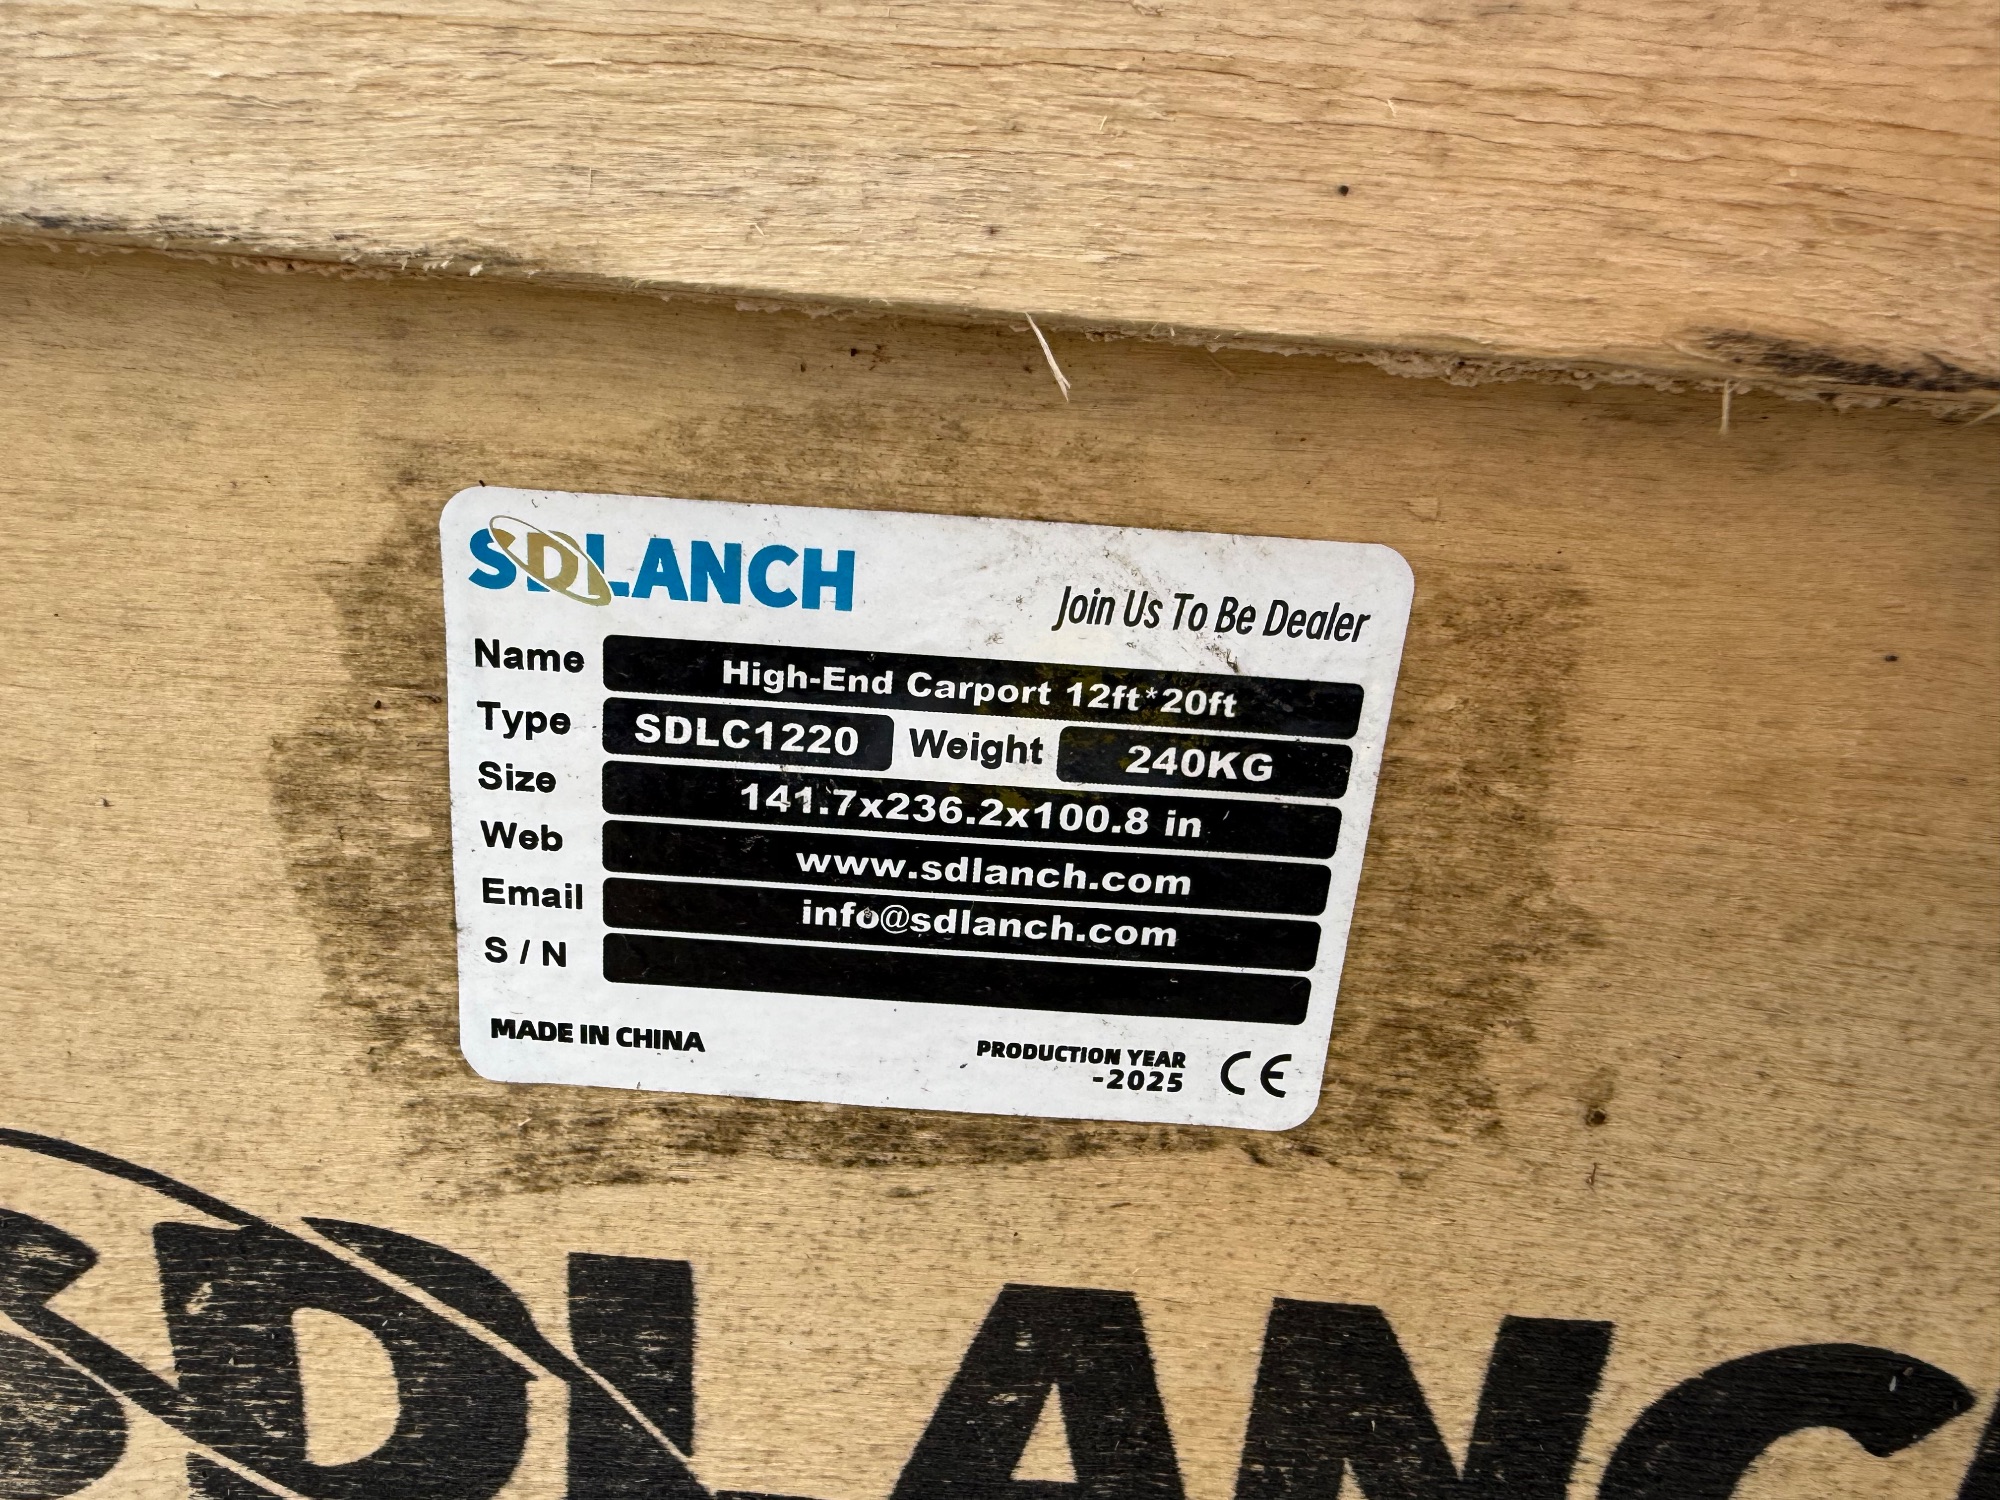 SDLANCH
Join Us To Be Dealer
Name High-End Carport 12ft*20ft
Type SDLC1220 Weight 240KG
Size 141.7x236.2x100.8 in
Web www.sdlanch.com
Email info@sdlanch.com
S / N
MADE IN CHINA
PRODUCTION YEAR
-2025
CE
SDLANC